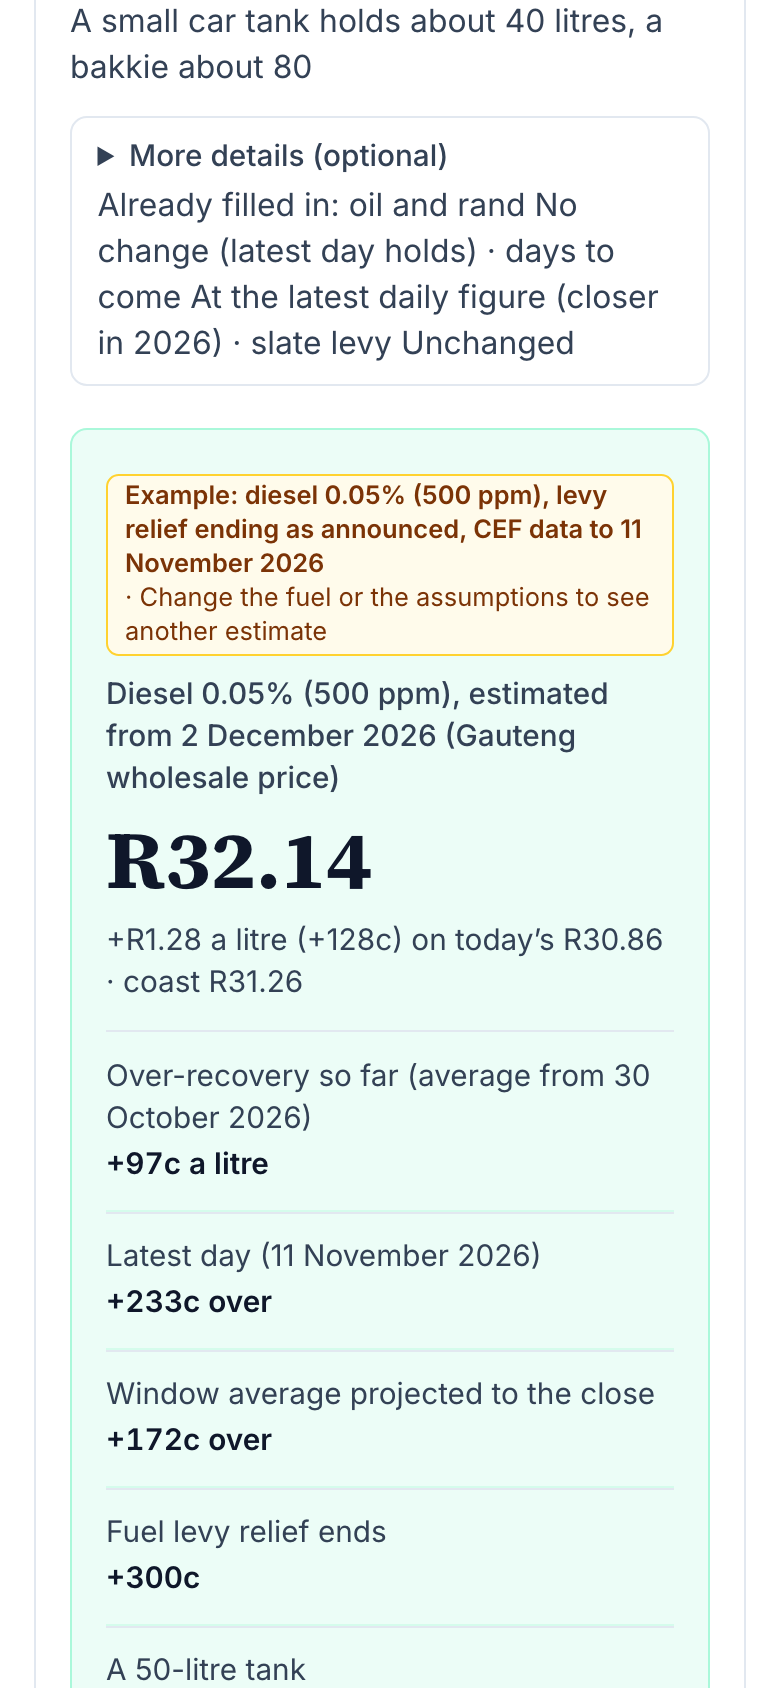 A small car tank holds about 40 litres, a
bakkie about 80
▶ More details (optional)
Already filled in: oil and rand No
change (latest day holds) · days to
come At the latest daily figure (closer
in 2026) · slate levy Unchanged
Example: diesel 0.05% (500 ppm), levy
relief ending as announced, CEF data to 11
November 2026
· Change the fuel or the assumptions to see
another estimate
Diesel 0.05% (500 ppm), estimated
from 2 December 2026 (Gauteng
wholesale price)
R32.14
+R1.28 a litre (+128c) on today’s R30.86
· coast R31.26
Over-recovery so far (average from 30
October 2026)
+97c a litre
Latest day (11 November 2026)
+233c over
Window average projected to the close
+172c over
Fuel levy relief ends
+300c
A 50-litre tank